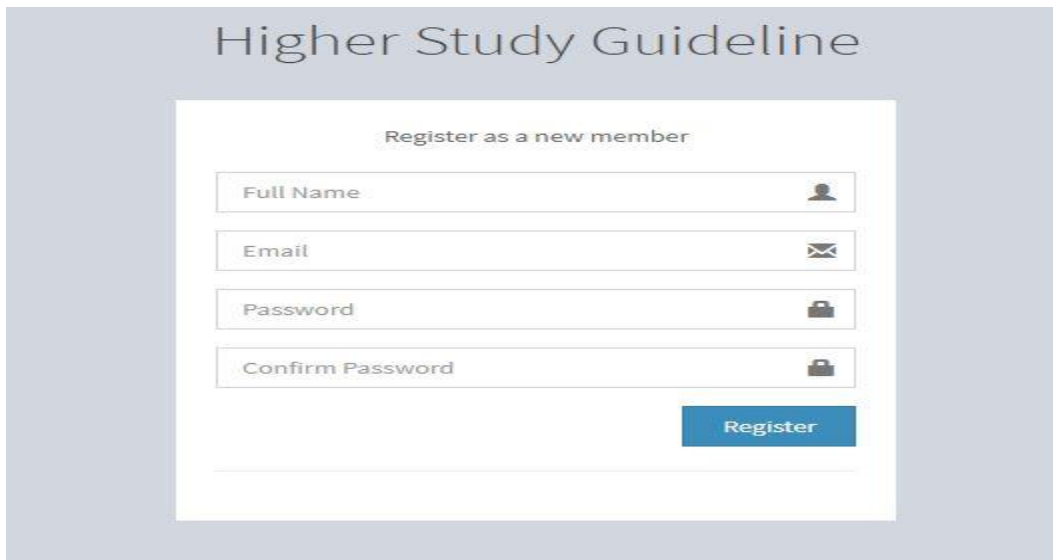 Higher Study Guideline
Register as a new member
Full Name
Email
Password
Confirm Password
Register